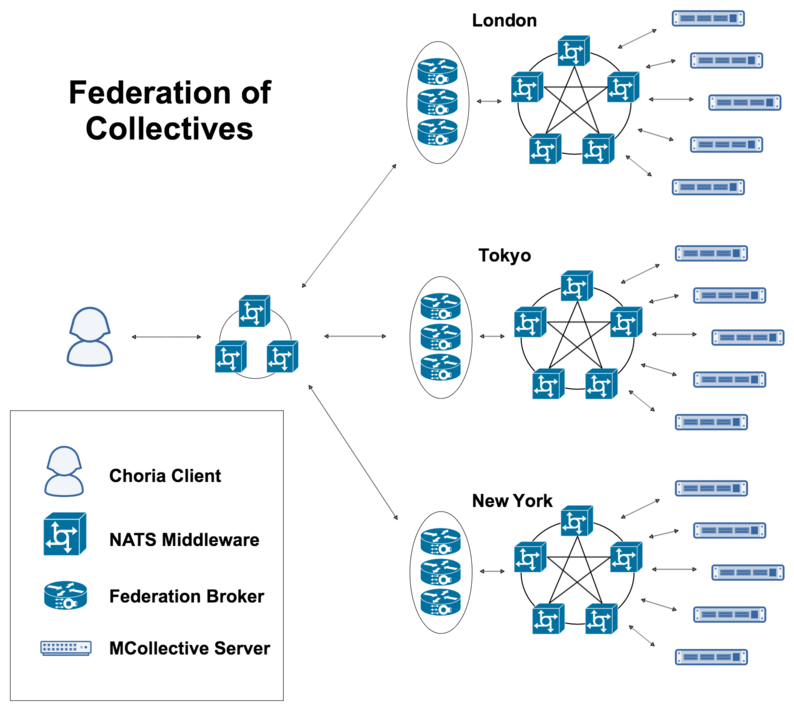 Federation of
Collectives
London
Tokyo
New York
Choria Client
NATS Middleware
Federation Broker
MCollective Server